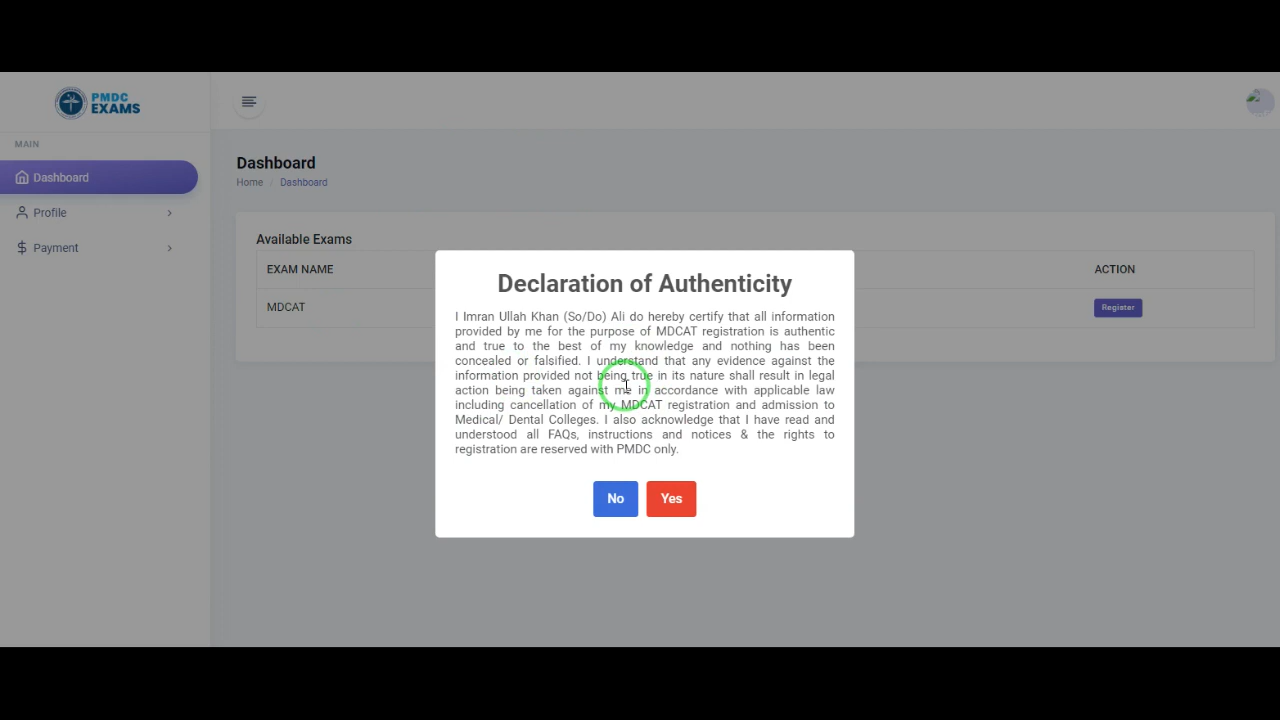 PMDC
EXAMS
MAIN
Dashboard
Profile
Payment
Dashboard
Home / Dashboard
Available Exams
EXAM NAME
ACTION
MDCAT
Register
Declaration of Authenticity
I Imran Ullah Khan (So/Do) Ali do hereby certify that all information
provided by me for the purpose of MDCAT registration is authentic
and true to the best of my knowledge and nothing has been
concealed or falsified. I understand that any evidence against the
information provided not being true in its nature shall result in legal
action being taken against me in accordance with applicable law
including cancellation of my MDCAT registration and admission to
Medical/ Dental Colleges. I also acknowledge that I have read and
understood all FAQs, instructions and notices & the rights to
registration are reserved with PMDC only.
No
Yes